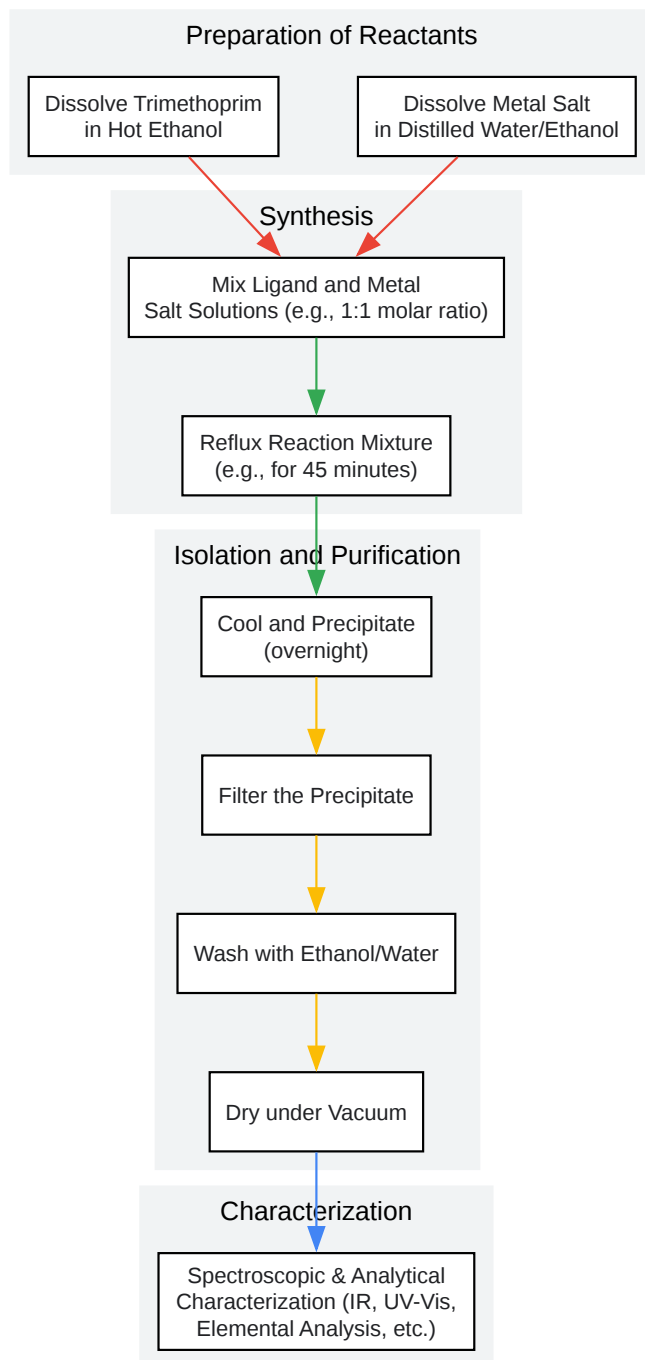 Preparation of Reactants
Dissolve Trimethoprim
in Hot Ethanol
Dissolve Metal Salt
in Distilled Water/Ethanol
Synthesis
Mix Ligand and Metal
Salt Solutions (e.g., 1:1 molar ratio)
Reflux Reaction Mixture
(e.g., for 45 minutes)
Isolation and Purification
Cool and Precipitate
(overnight)
Filter the Precipitate
Wash with Ethanol/Water
Dry under Vacuum
Characterization
Spectroscopic & Analytical
Characterization (IR, UV-Vis,
Elemental Analysis, etc.)